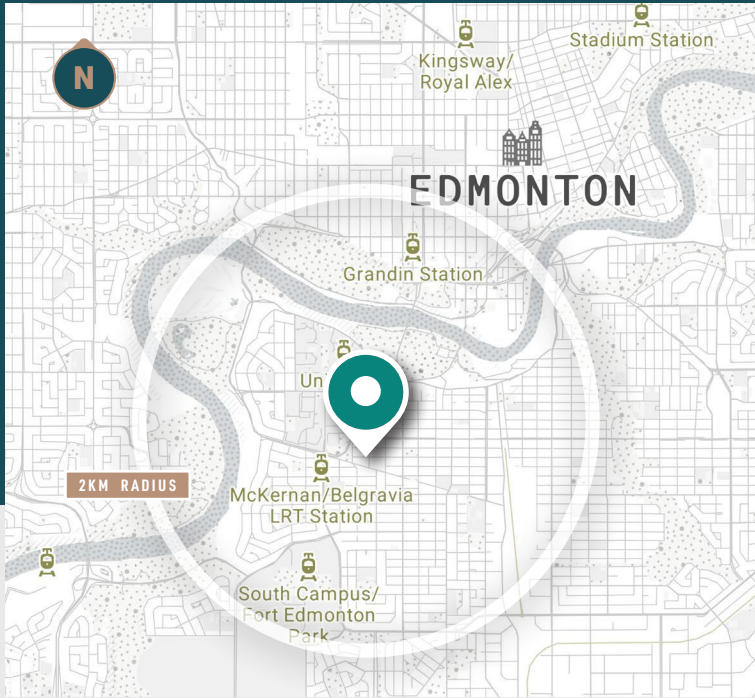 N
Stadium Station
Kingsway/
Royal Alex
EDMONTON
Grandin Station
2KM RADIUS
McKernan/Belgravia
LRT Station
South Campus/
Fort Edmonton
Park